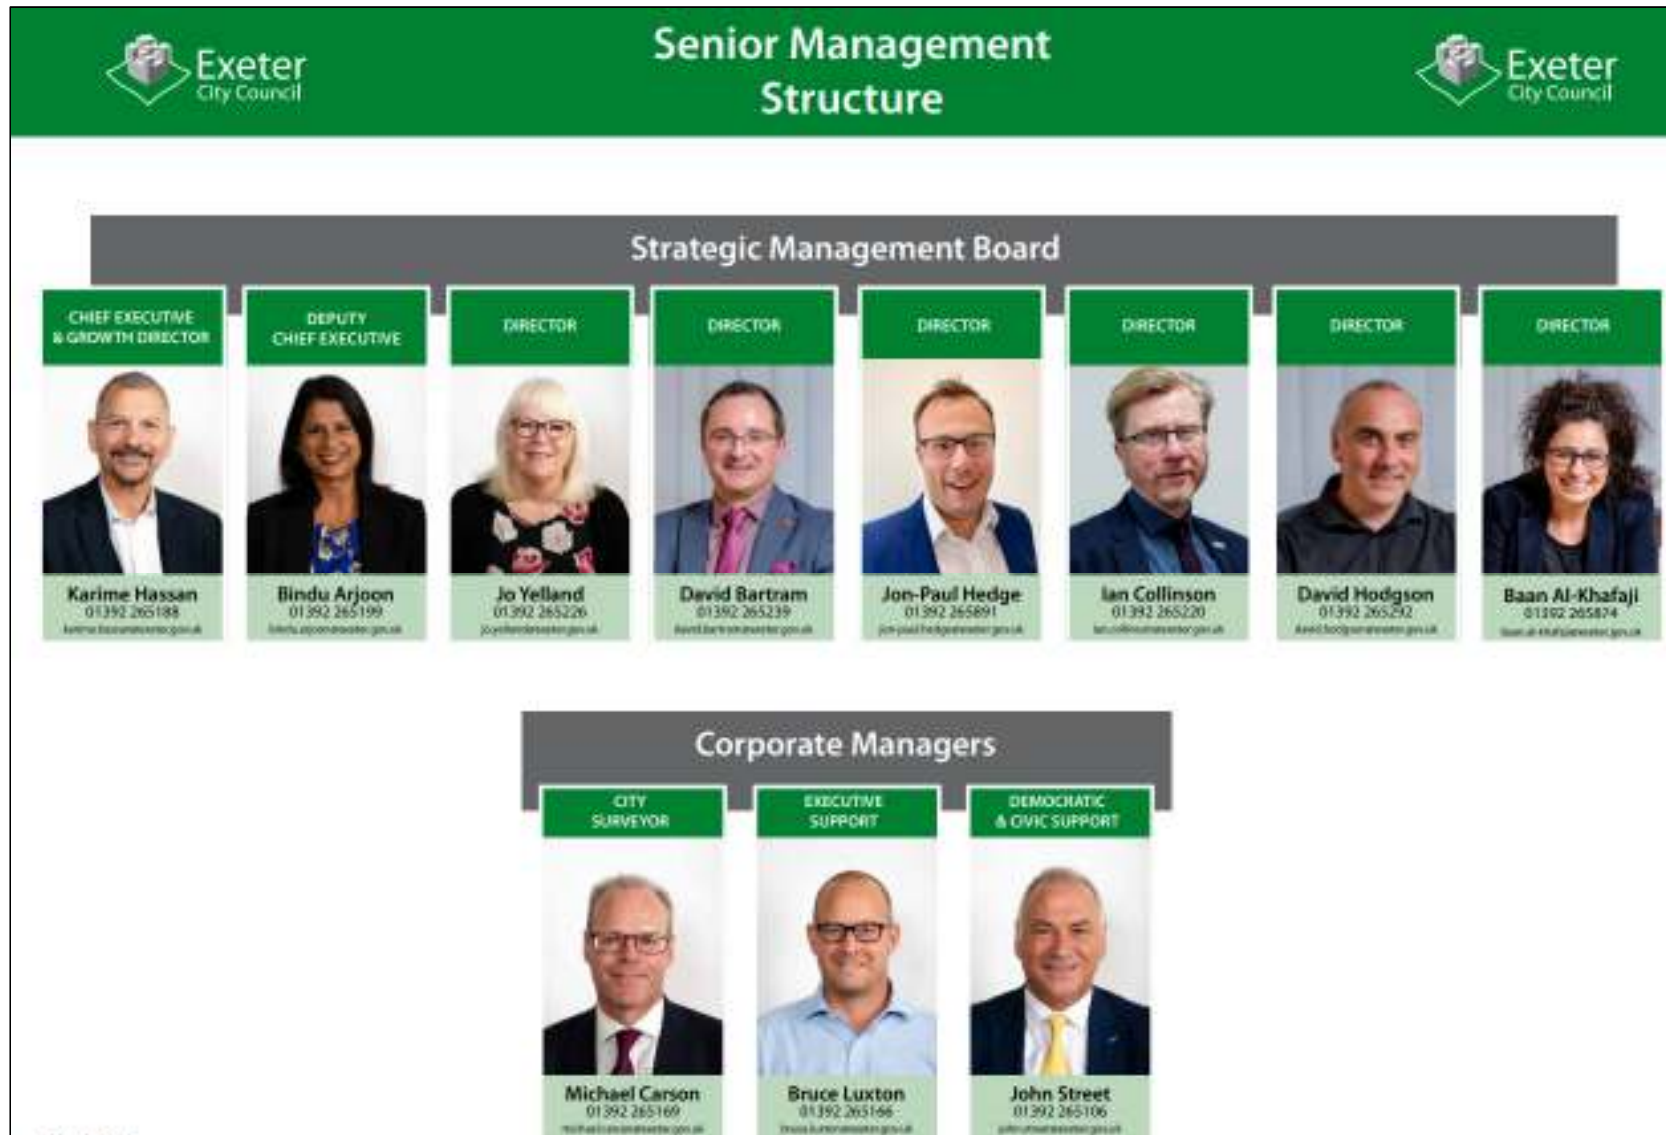 Exeter
City Council
Senior Management
Structure
Exeter
City Council
Strategic Management Board
CHIEF EXECUTIVE
& GROWTH DIRECTOR
DEPUTY
CHIEF EXECUTIVE
DIRECTOR
DIRECTOR
DIRECTOR
DIRECTOR
DIRECTOR
DIRECTOR
Karime Hassan
01392 265188
Bindu Arjoon
01392 265199
Jo Yelland
01392 265226
David Bartram
01392 265239
Jon-Paul Hedge
01392 265891
Ian Collinson
01392 265220
David Hodgson
01392 265292
Baan Al-Khafaji
01392 265874
Corporate Managers
CITY
SURVEYOR
EXECUTIVE
SUPPORT
DEMOCRATIC
& CIVIC SUPPORT
Michael Carson
01392 265169
Bruce Luxton
01392 265166
John Street
01392 265106